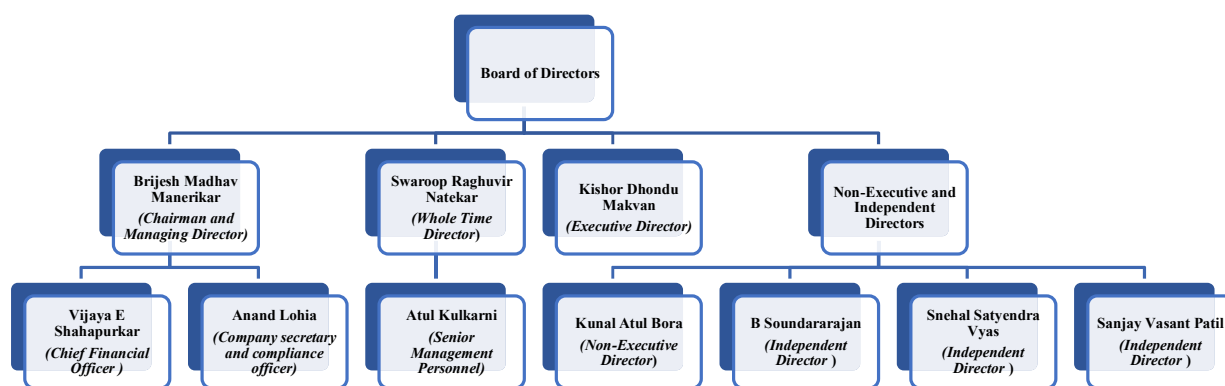 Board of Directors
Brijesh Madhav
Manerikar
(Chairman and
Managing Director)
Swaroop Raghuvir
Natekar
(Whole Time
Director)
Kishor Dhondu
Makvan
(Executive Director)
Non-Executive and
Independent
Directors
Vijaya E
Shahapurkar
(Chief Financial
Officer )
Anand Lohia
(Company secretary
and compliance
officer)
Atul Kulkarni
(Senior
Management
Personnel)
Kunal Atul Bora
(Non-Executive
Director)
B Soundararajan
(Independent
Director )
Snehal Satyendra
Vyas
(Independent
Director )
Sanjay Vasant Patil
(Independent
Director )